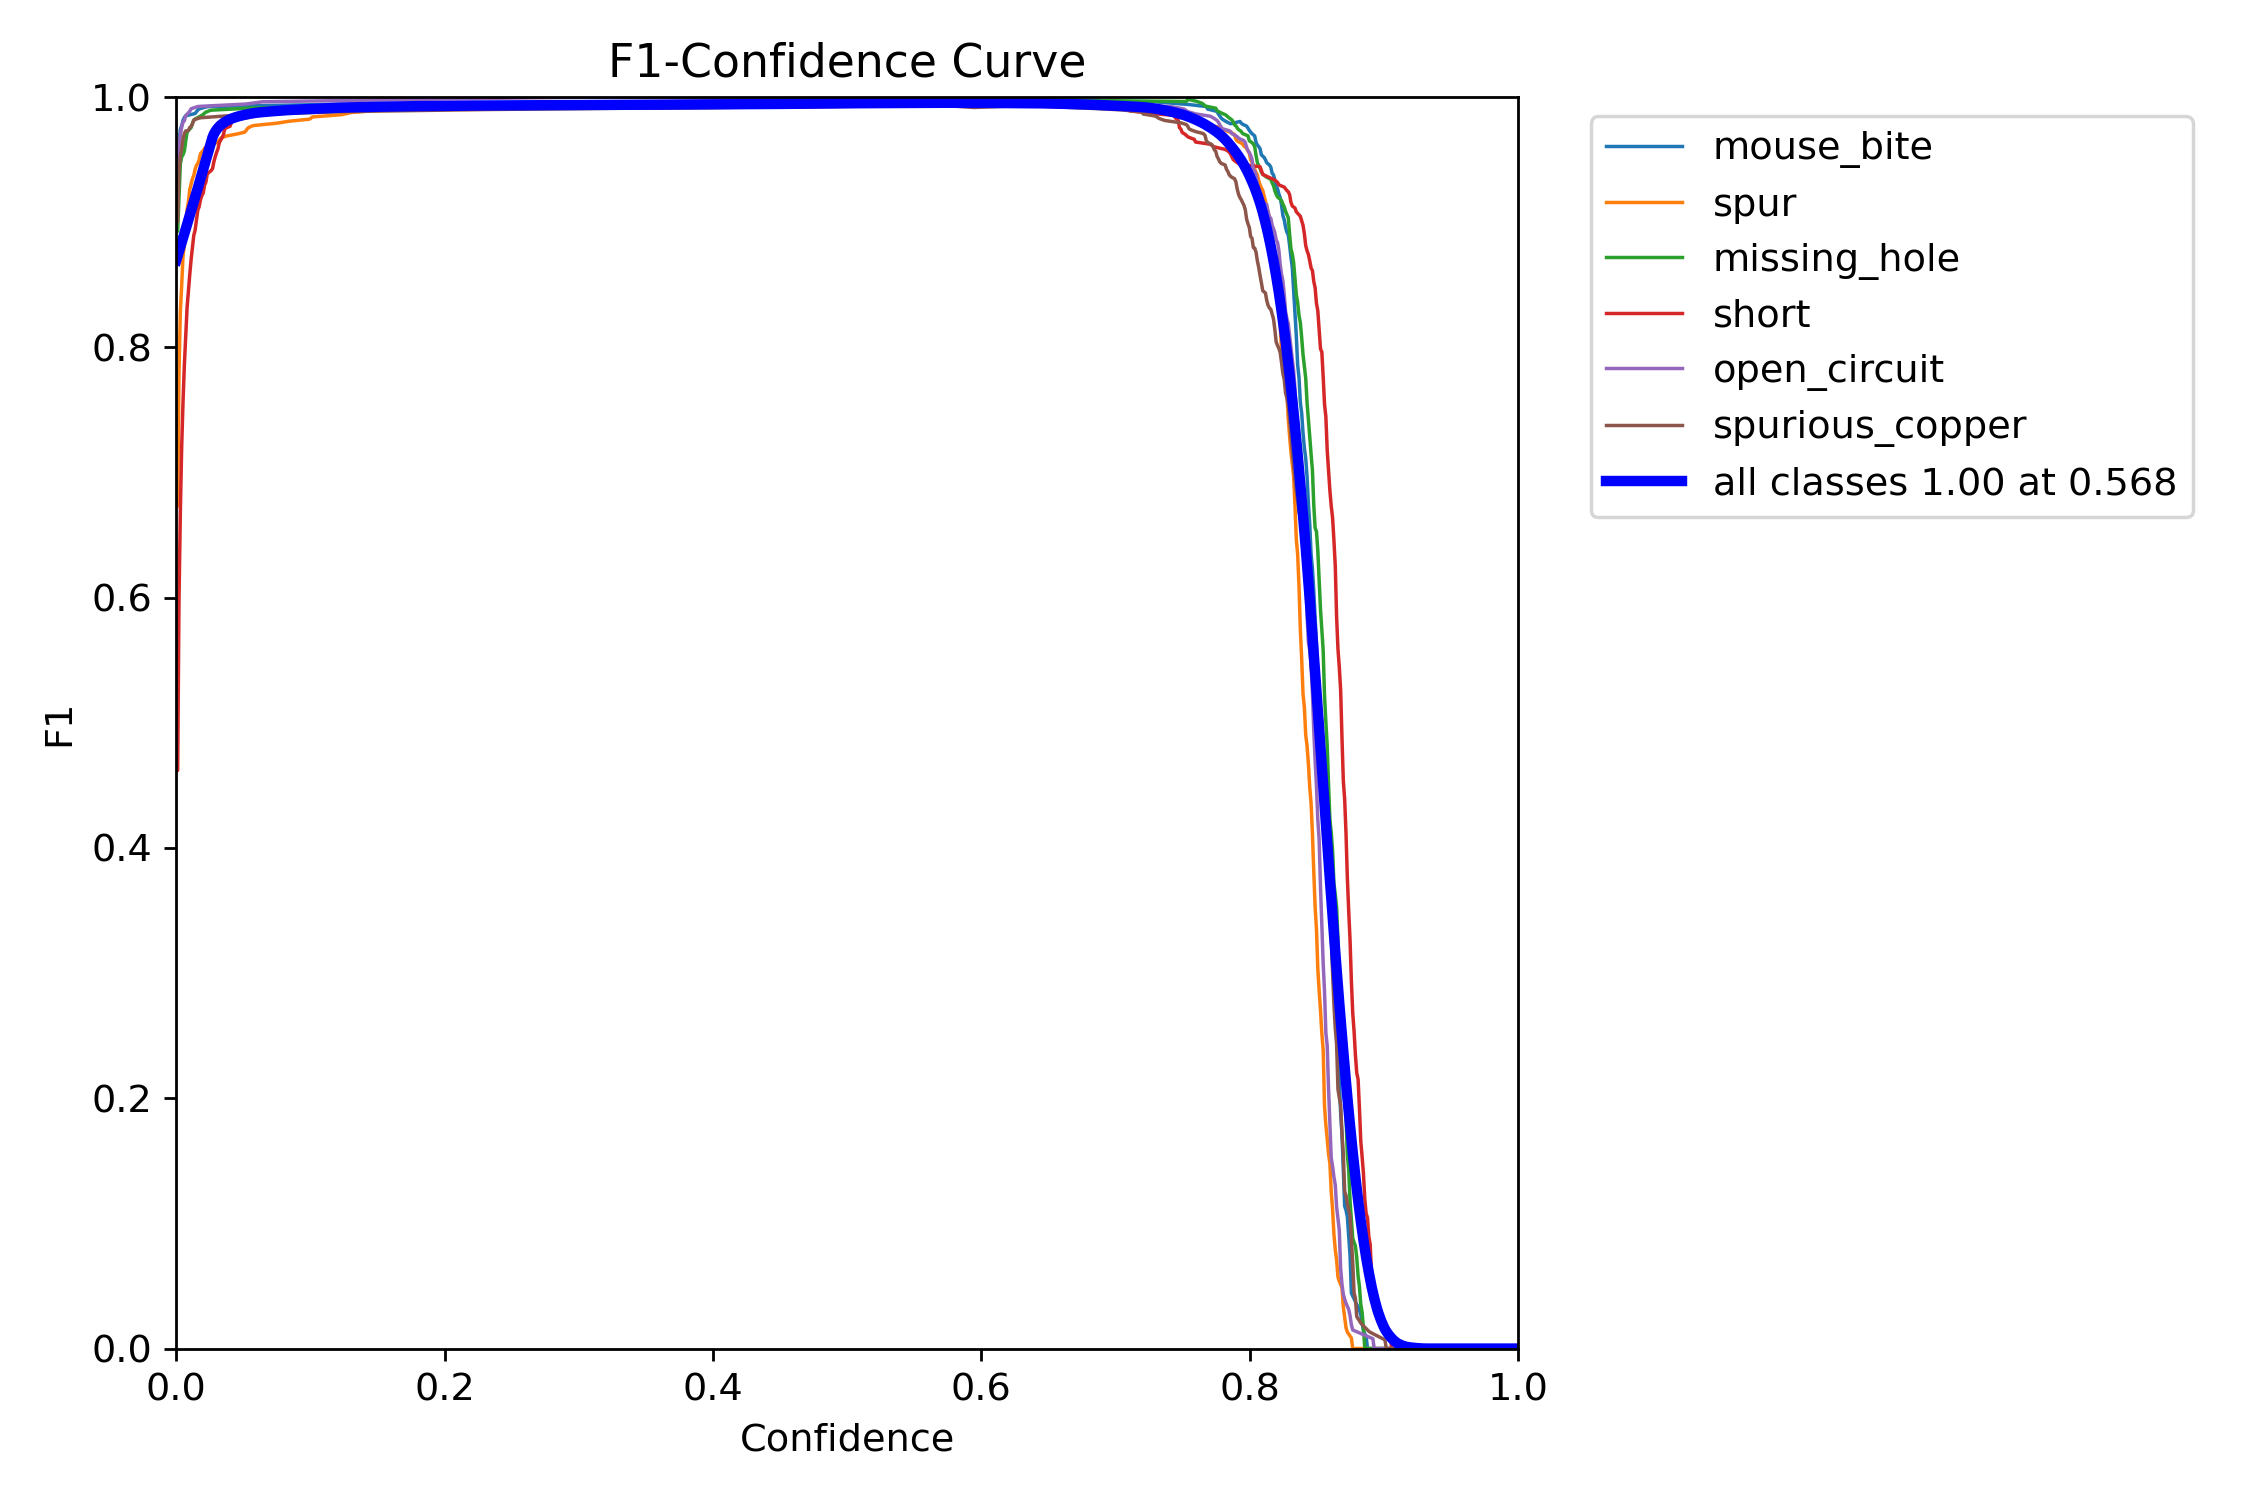 F1-Confidence Curve
1.0
0.8
0.6
0.4
0.2
0.0
F1
0.0 0.2 0.4 0.6 0.8 1.0
Confidence
mouse_bite
spur
missing_hole
short
open_circuit
spurious_copper
all classes 1.00 at 0.568